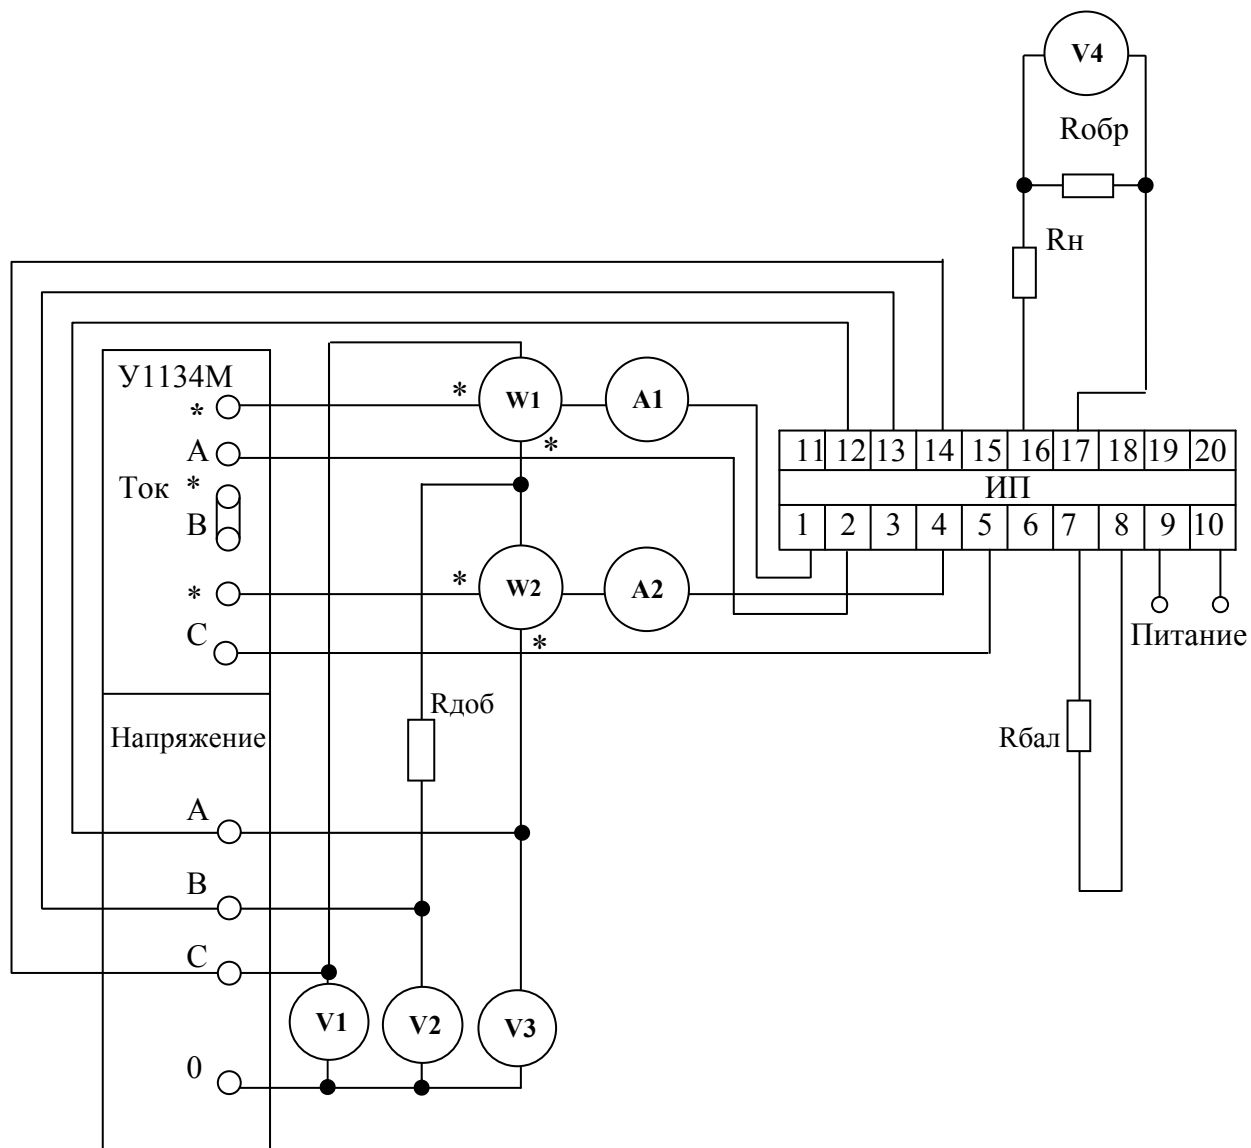 V4
Rобр
Rн
У1134М
*
*
W1
A1
*
A
11 12 13 14 15 16 17 18 19 20
Ток
*
ИП
B
1 2 3 4 5 6 7 8 9 10
*
*
W2
A2
C
*
Питание
Rдоб
Напряжение
Rбал
A
B
C
V1
V2
V3
0